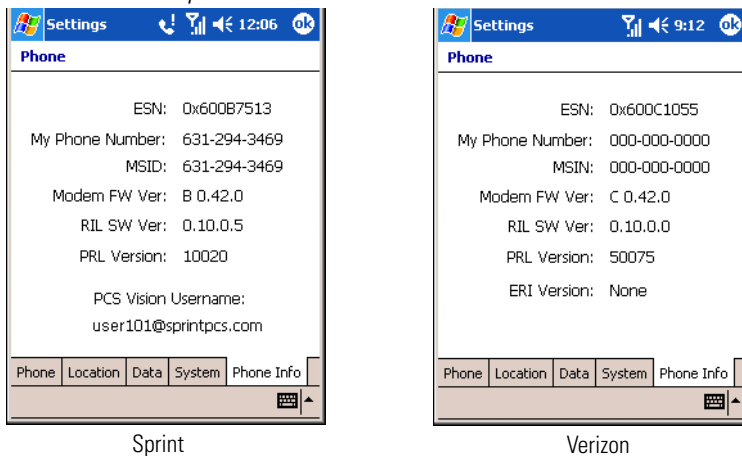 Settings 12:06 ok
Phone
ESN: 0x600B7513
My Phone Number: 631-294-3469
MSID: 631-294-3469
Modem FW Ver: B 0.42.0
RIL SW Ver: 0.10.0.5
PRL Version: 10020
PCS Vision Username:
user101@sprintpcs.com
Phone Location Data System Phone Info
Sprint
Settings 9:12 ok
Phone
ESN: 0x600C1055
My Phone Number: 000-000-0000
MSIN: 000-000-0000
Modem FW Ver: C 0.42.0
RIL SW Ver: 0.10.0.0
PRL Version: 50075
ERI Version: None
Phone Location Data System Phone Info
Verizon